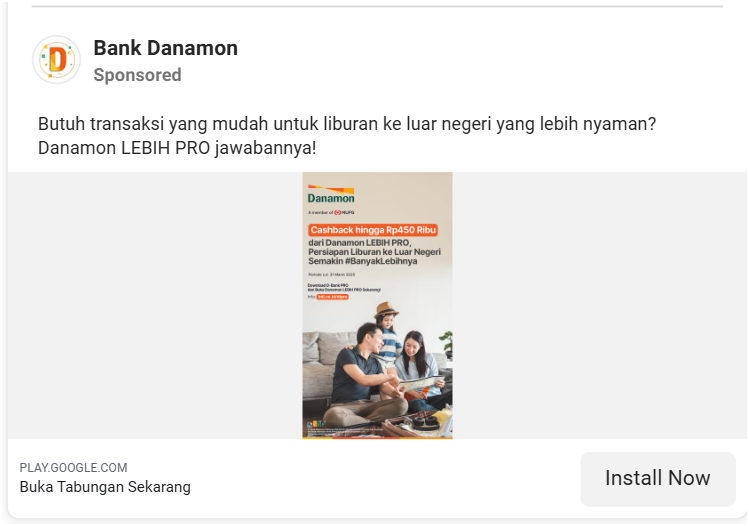 Bank Danamon
Sponsored
Butuh transaksi yang mudah untuk liburan ke luar negeri yang lebih nyaman?
Danamon LEBIH PRO jawabannya!
Danamon
A member of MUFG
Cashback hingga Rp450 Ribu
dari Danamon LEBIH PRO,
Persiapan Liburan ke Luar Negeri
Semakin #BanyakLebihnya
Periode s.d. 31 Maret 2025
Download D-Bank PRO
dan Buka Danamon LEBIH PRO Sekarang!
PLAY.GOOGLE.COM
Buka Tabungan Sekarang
Install Now